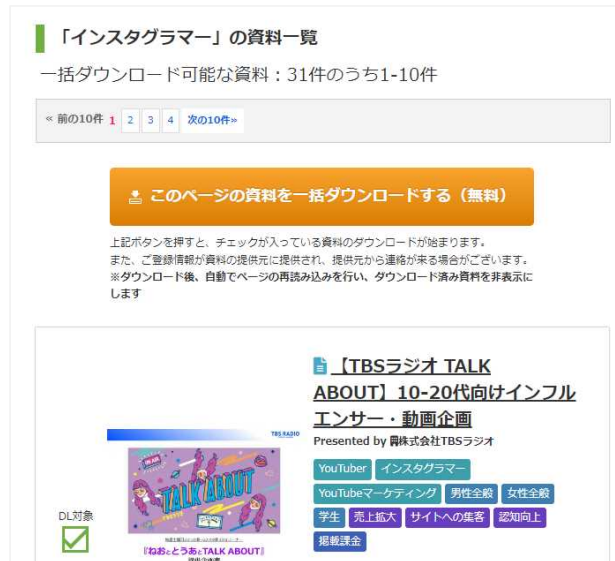 「インスタグラマー」の資料一覧
一括ダウンロード可能な資料：31件のうち1-10件
« 前の10件 1 2 3 4 次の10件»
このページの資料を一括ダウンロードする（無料）
上記ボタンを押すと、チェックが入っている資料のダウンロードが始まります。
また、ご登録情報が資料の提供元に提供され、提供元から連絡が来る場合がございます。
※ダウンロード後、自動でページの再読み込みを行い、ダウンロード済み資料を非表示に
します
DL対象
TBS RADIO
ON AIR
TALK ABOUT
『ねおととうあとTALK ABOUT』
【TBSラジオ TALK
ABOUT】10-20代向けインフル
エンサー・動画企画
Presented by 株式会社TBSラジオ
YouTuber インスタグラマー
YouTubeマーケティング 男性全般 女性全般
学生 売上拡大 サイトへの集客 認知向上
掲載課金